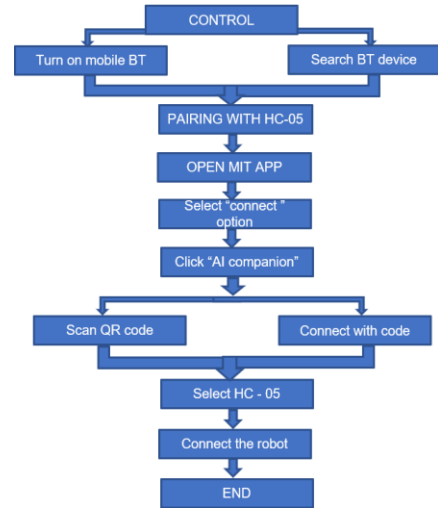 CONTROL
Turn on mobile BT
Search BT device
PAIRING WITH HC-05
OPEN MIT APP
Select “connect ”
option
Click “AI companion”
Scan QR code
Connect with code
Select HC - 05
Connect the robot
END